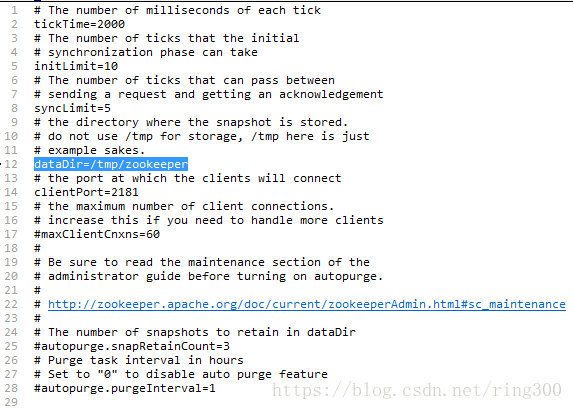 1 # The number of milliseconds of each tick
2 tickTime=2000
3 # The number of ticks that the initial
4 # synchronization phase can take
5 initLimit=10
6 # The number of ticks that can pass between
7 # sending a request and getting an acknowledgement
8 syncLimit=5
9 # the directory where the snapshot is stored.
10 # do not use /tmp for storage, /tmp here is just
11 # example sakes.
12 dataDir=/tmp/zookeeper
13 # the port at which the clients will connect
14 clientPort=2181
15 # the maximum number of client connections.
16 # increase this if you need to handle more clients
17 #maxClientCnxns=60
18 #
19 # Be sure to read the maintenance section of the
20 # administrator guide before turning on autopurge.
21 #
22 # http://zookeeper.apache.org/doc/current/zookeeperAdmin.html#sc_maintenance
23 #
24 # The number of snapshots to retain in dataDir
25 #autopurge.snapRetainCount=3
26 # Purge task interval in hours
27 # Set to "0" to disable auto purge feature
28 #autopurge.purgeInterval=1
29
https://blog.csdn.net/ring300